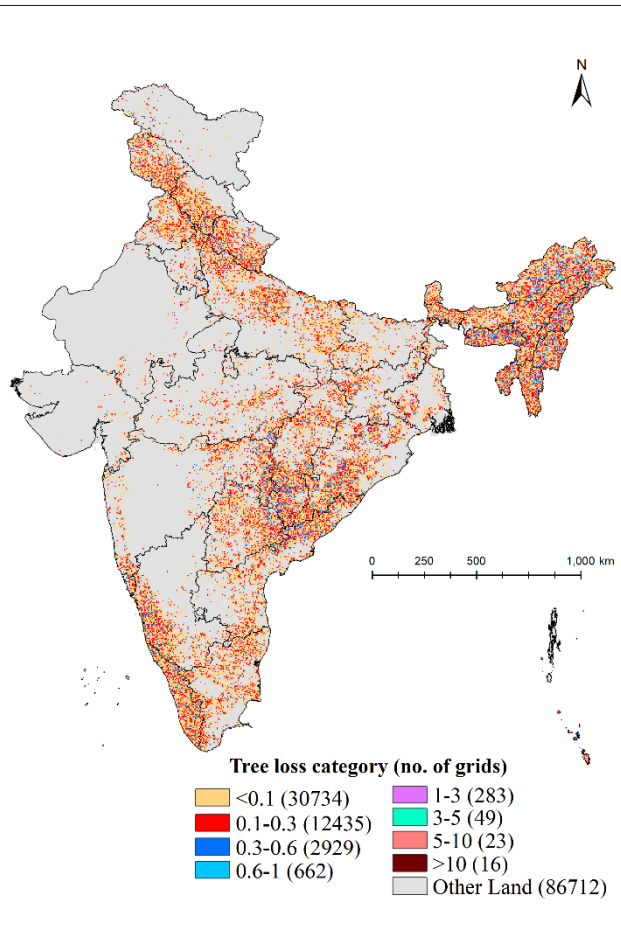 N
0 250 500 1,000 km
Tree loss category (no. of grids)
<0.1 (30734)
0.1-0.3 (12435)
0.3-0.6 (2929)
0.6-1 (662)
1-3 (283)
3-5 (49)
5-10 (23)
>10 (16)
Other Land (86712)